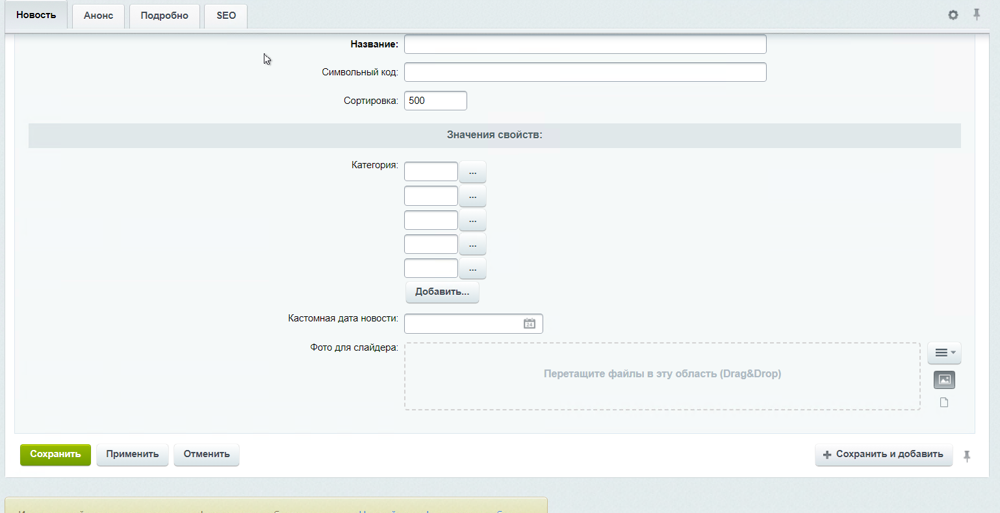 Новость Анонс Подробно SEO
Название:
Символьный код:
Сортировка: 500
Значения свойств:
Категория: ...
...
...
...
...
Добавить...
Кастомная дата новости: 24
Фото для слайдера:
Перетащите файлы в эту область (Drag&Drop)
Сохранить Применить Отменить Сохранить и добавить